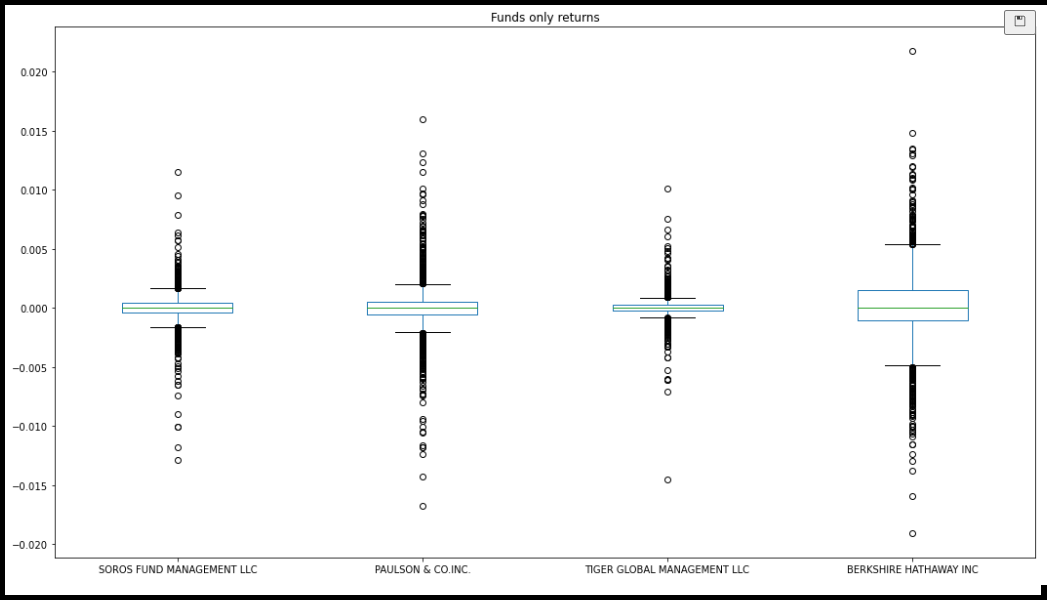 Funds only returns
0.020
0.015
0.010
0.005
0.000
−0.005
−0.010
−0.015
−0.020
SOROS FUND MANAGEMENT LLC
PAULSON & CO.INC.
TIGER GLOBAL MANAGEMENT LLC
BERKSHIRE HATHAWAY INC